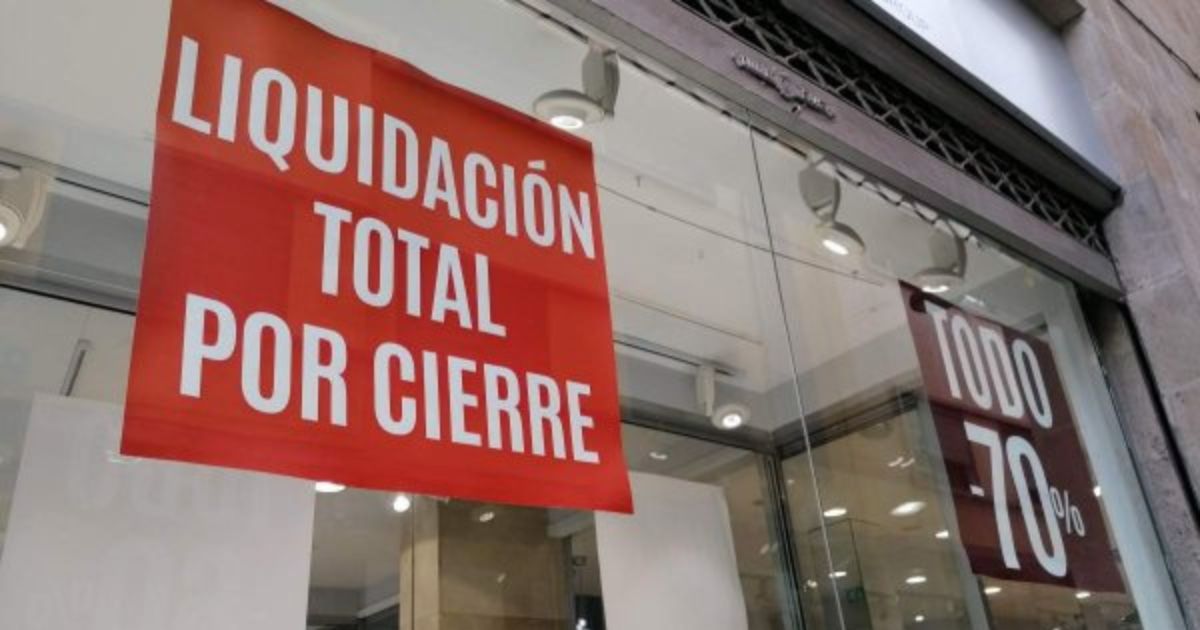 LIQUIDACIÓN
TOTAL
POR CIERRE
TODO
-70%